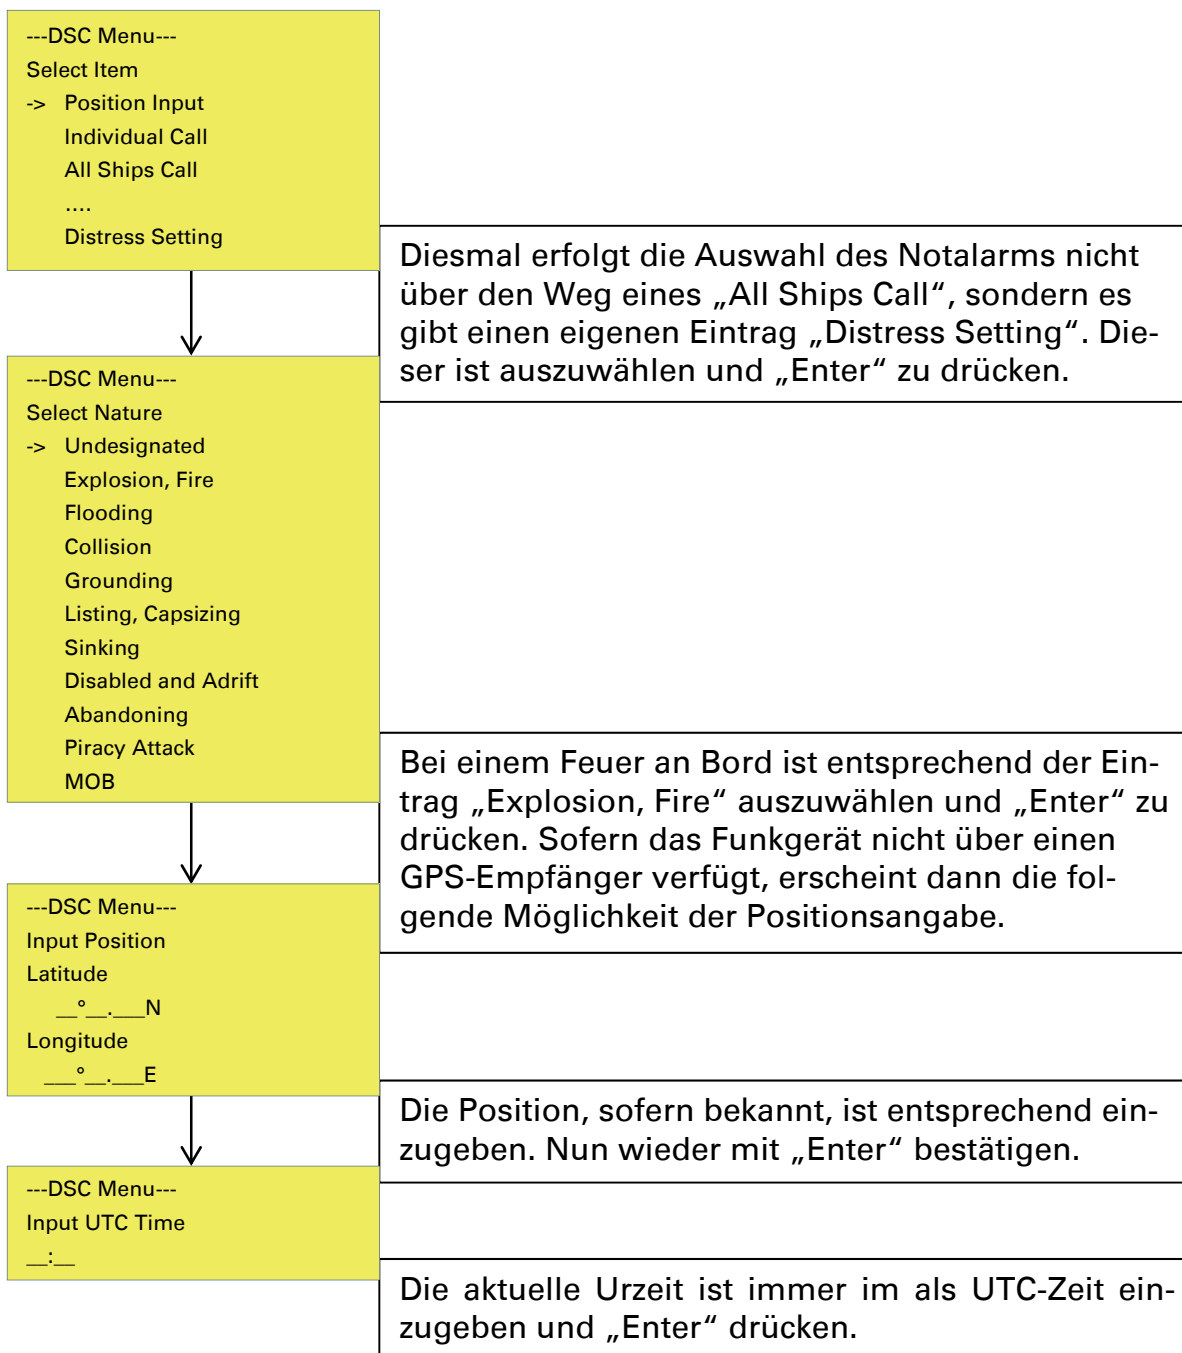 ---DSC Menu---
Select Item
-> Position Input
Individual Call
All Ships Call
....
Distress Setting
Diesmal erfolgt die Auswahl des Notalarms nicht
über den Weg eines „All Ships Call“, sondern es
gibt einen eigenen Eintrag „Distress Setting“. Die-
ser ist auszuwählen und „Enter“ zu drücken.
---DSC Menu---
Select Nature
-> Undesignated
Explosion, Fire
Flooding
Collision
Grounding
Listing, Capsizing
Sinking
Disabled and Adrift
Abandoning
Piracy Attack
MOB
Bei einem Feuer an Bord ist entsprechend der Ein-
trag „Explosion, Fire“ auszuwählen und „Enter“ zu
drücken. Sofern das Funkgerät nicht über einen
GPS-Empfänger verfügt, erscheint dann die fol-
gende Möglichkeit der Positionsangabe.
---DSC Menu---
Input Position
Latitude
__°__.___N
Longitude
___°__.___E
Die Position, sofern bekannt, ist entsprechend ein-
zugeben. Nun wieder mit „Enter“ bestätigen.
---DSC Menu---
Input UTC Time
__:__
Die aktuelle Urzeit ist immer im als UTC-Zeit ein-
zugeben und „Enter“ drücken.